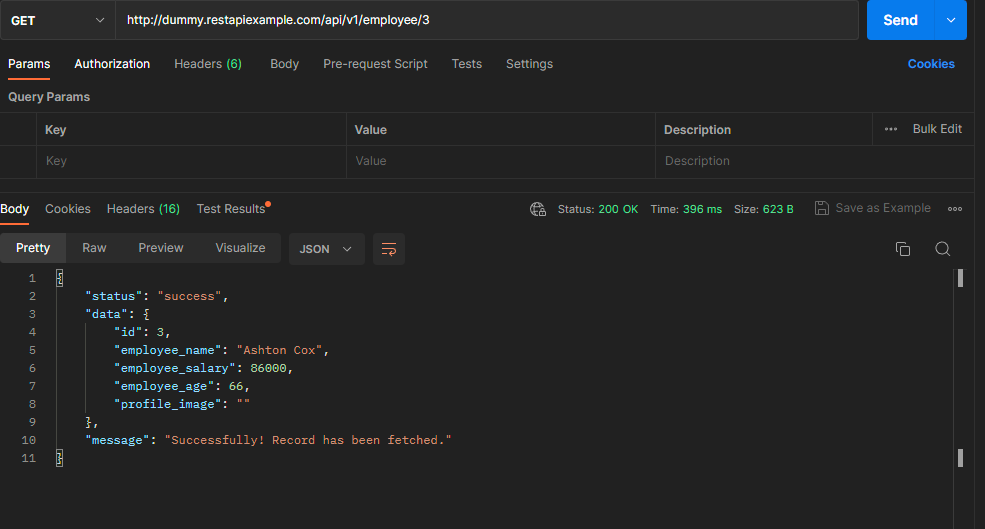 GET http://dummy.restapiexample.com/api/v1/employee/3 Send
Params Authorization Headers (6) Body Pre-request Script Tests Settings Cookies
Query Params
Key Value Description ••• Bulk Edit
Key Value Description
Body Cookies Headers (16) Test Results Status: 200 OK Time: 396 ms Size: 623 B Save as Example
Pretty Raw Preview Visualize JSON
1 {
2 "status": "success",
3 "data": {
4 "id": 3,
5 "employee_name": "Ashton Cox",
6 "employee_salary": 86000,
7 "employee_age": 66,
8 "profile_image": ""
9 },
10 "message": "Successfully! Record has been fetched."
11 }